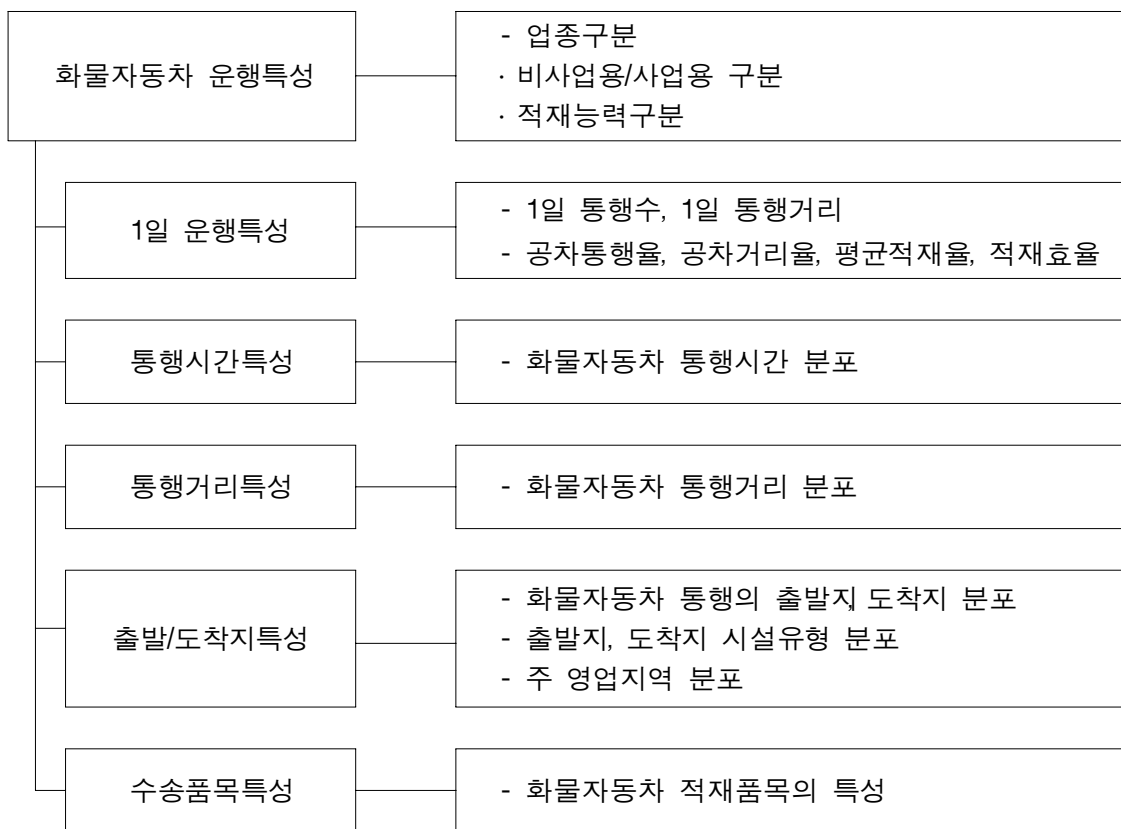 화물자동차 운행특성
- 업종구분
· 비사업용/사업용 구분
· 적재능력구분
1일 운행특성
- 1일 통행수, 1일 통행거리
- 공차통행율, 공차거리율, 평균적재율, 적재효율
통행시간특성
- 화물자동차 통행시간 분포
통행거리특성
- 화물자동차 통행거리 분포
출발/도착지특성
- 화물자동차 통행의 출발지, 도착지 분포
- 출발지, 도착지 시설유형 분포
- 주 영업지역 분포
수송품목특성
- 화물자동차 적재품목의 특성